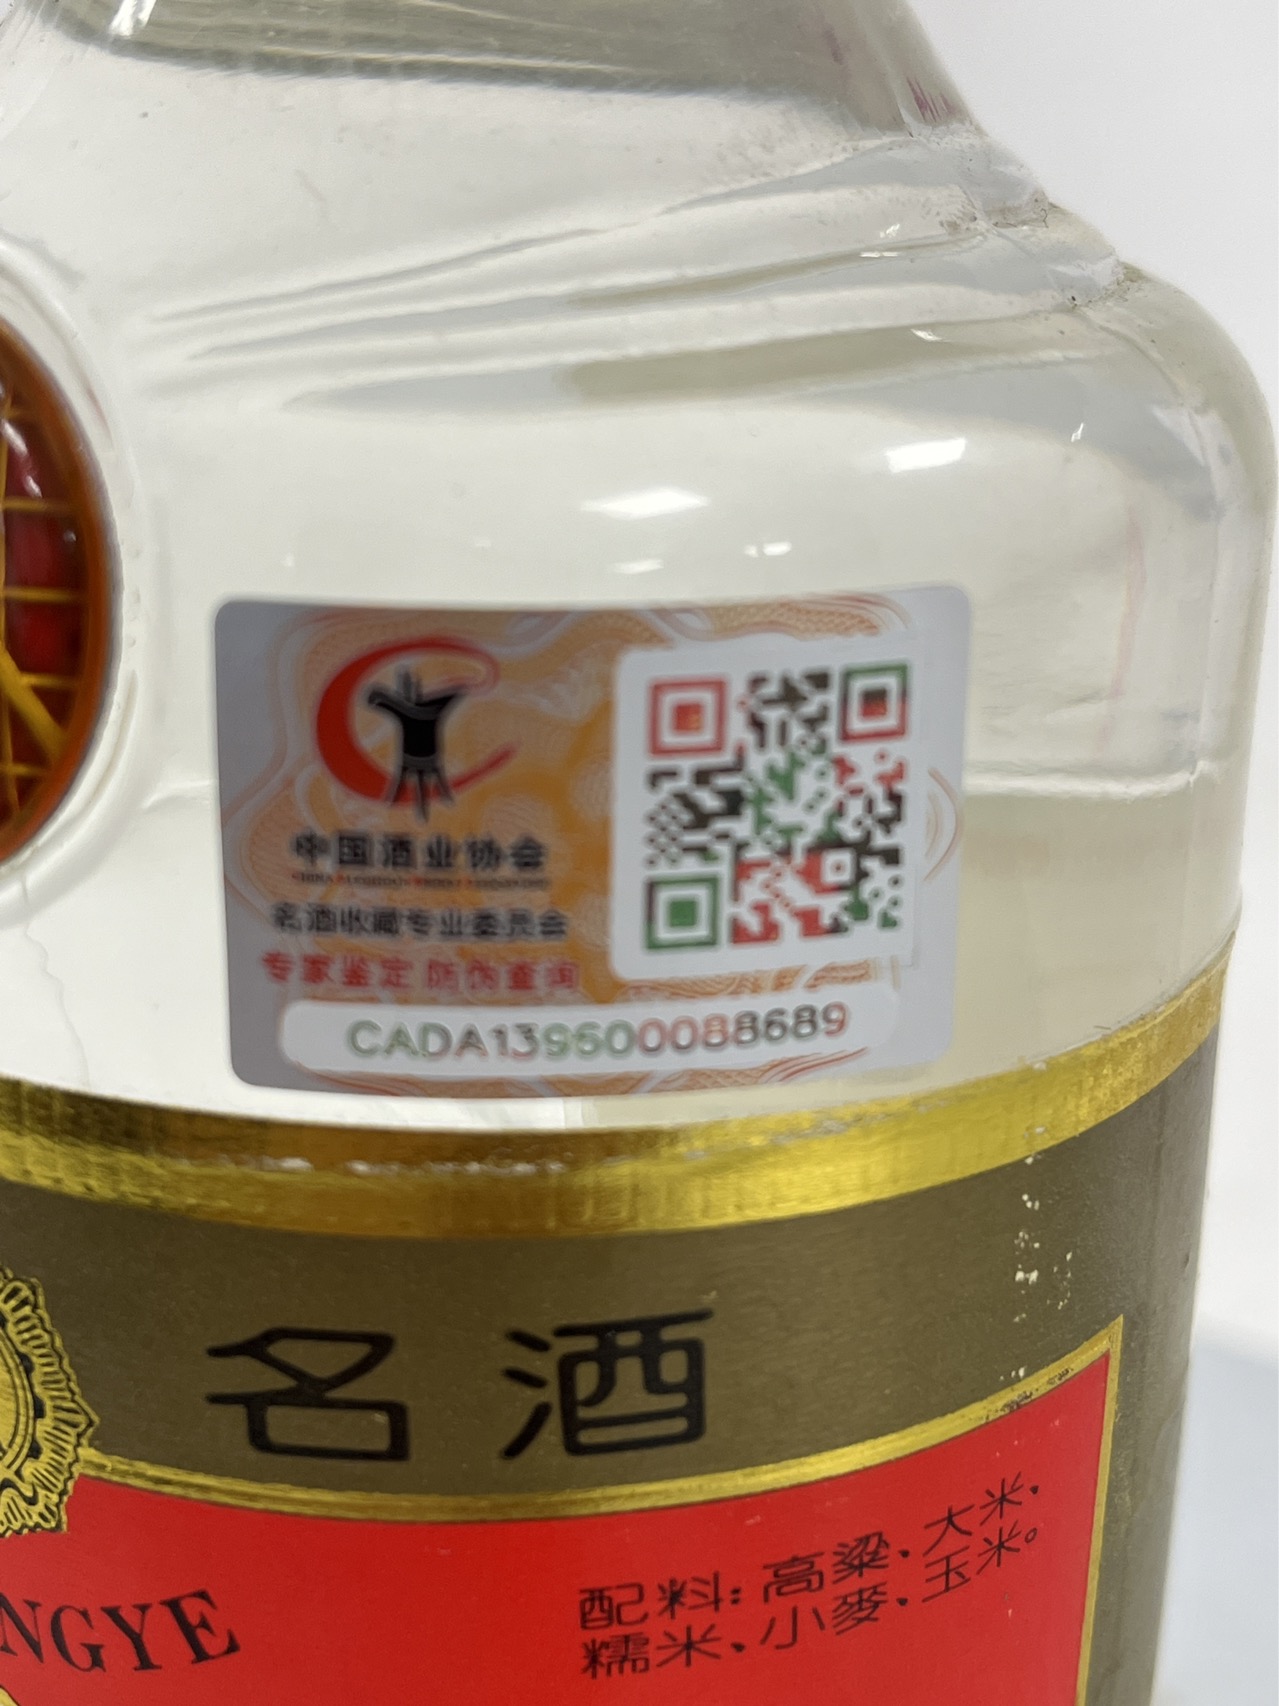 中国酒业协会
名酒收藏专业委员会
专家鉴定 防伪查询
CADA139600088689
名酒
NGYE
配料：高粱、大米、
糯米、小麥、玉米。